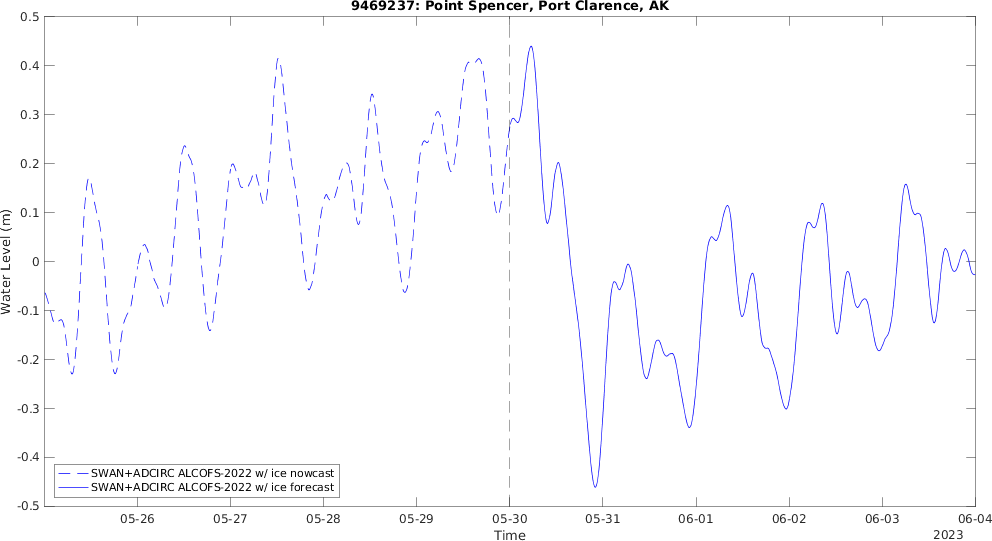 9469237: Point Spencer, Port Clarence, AK
0.5
0.4
0.3
0.2
0.1
0
-0.1
-0.2
-0.3
-0.4
-0.5
Water Level (m)
SWAN+ADCIRC ALCOFS-2022 w/ ice nowcast
SWAN+ADCIRC ALCOFS-2022 w/ ice forecast
05-26 05-27 05-28 05-29 05-30 05-31 06-01 06-02 06-03 06-04
Time
2023